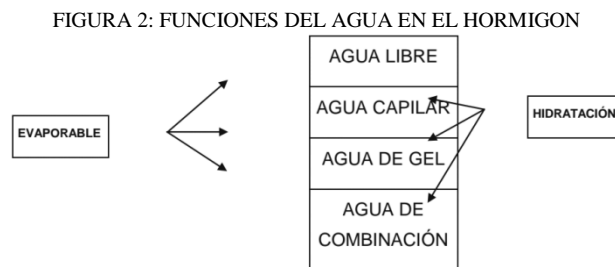 FIGURA 2: FUNCIONES DEL AGUA EN EL HORMIGON
AGUA LIBRE
AGUA CAPILAR
EVAPORABLE
HIDRATACIÓN
AGUA DE GEL
AGUA DE
COMBINACIÓN